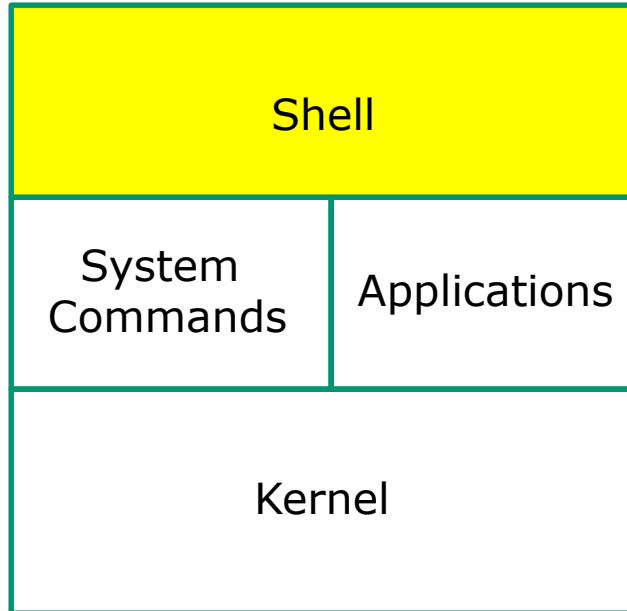 Shell
System
Commands
Applications
Kernel